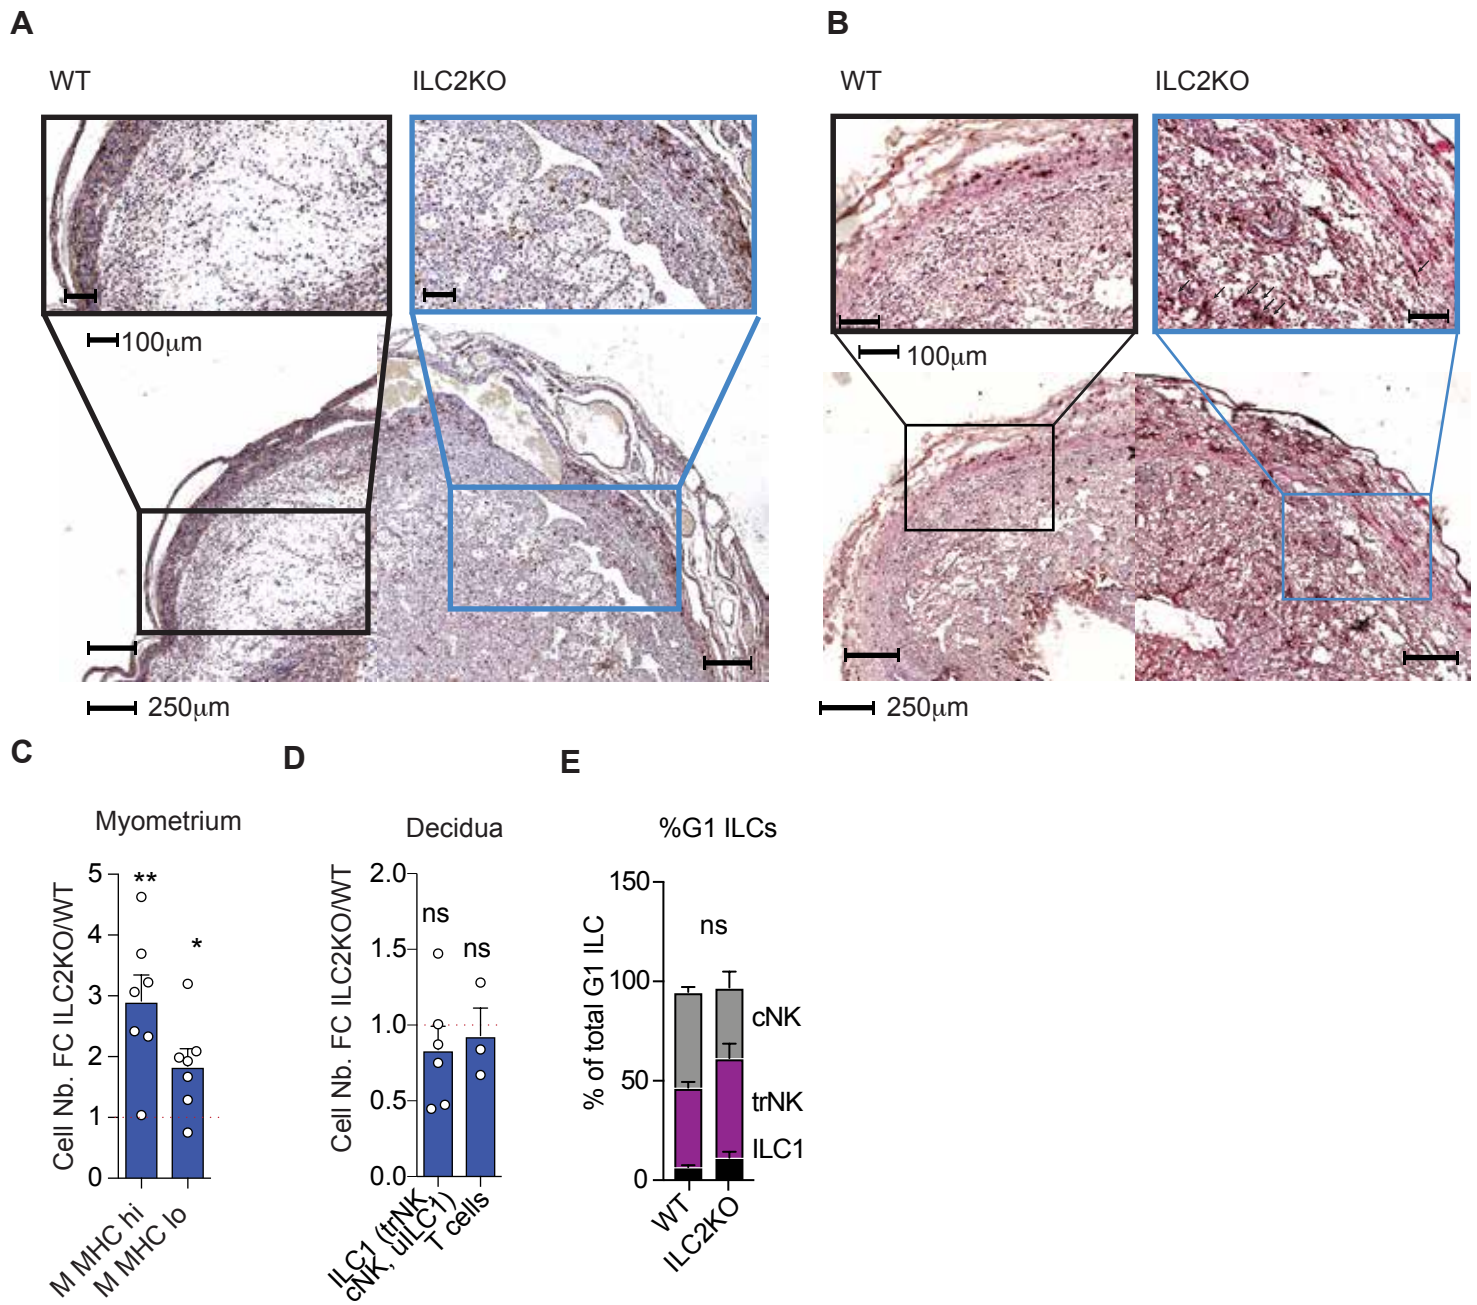 A
B
WT
ILC2KO
WT
ILC2KO
100μm
100μm
250μm
250μm
C
D
E
Myometrium
Decidua
%G1 ILCs
Cell Nb. FC ILC2KO/WT
5
4
3
2
1
0
**
*
M MHC hi
M MHC lo
Cell Nb. FC ILC2KO/WT
2.0
1.5
1.0
0.5
0.0
ns
ns
ILC1 (trNK,
cNK, uILC1)
T cells
% of total G1 ILC
150
100
50
0
ns
cNK
trNK
ILC1
WT
ILC2KO